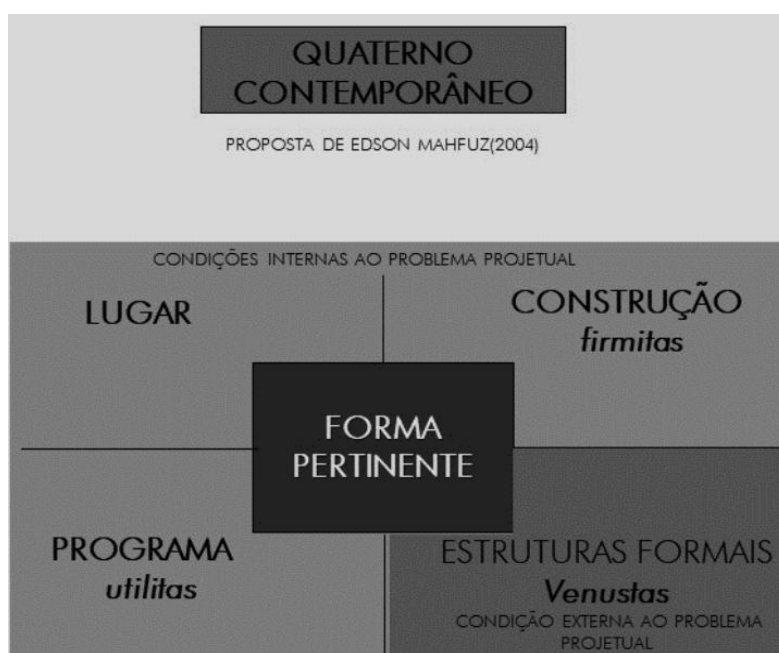 QUATERNO
CONTEMPORÂNEO
PROPOSTA DE EDSON MAHFUZ(2004)
CONDIÇÕES INTERNAS AO PROBLEMA PROJETUAL
LUGAR
CONSTRUÇÃO
firmitas
FORMA
PERTINENTE
PROGRAMA
utilitas
ESTRUTURAS FORMAIS
Venustas
CONDIÇÃO EXTERNA AO PROBLEMA
PROJETUAL